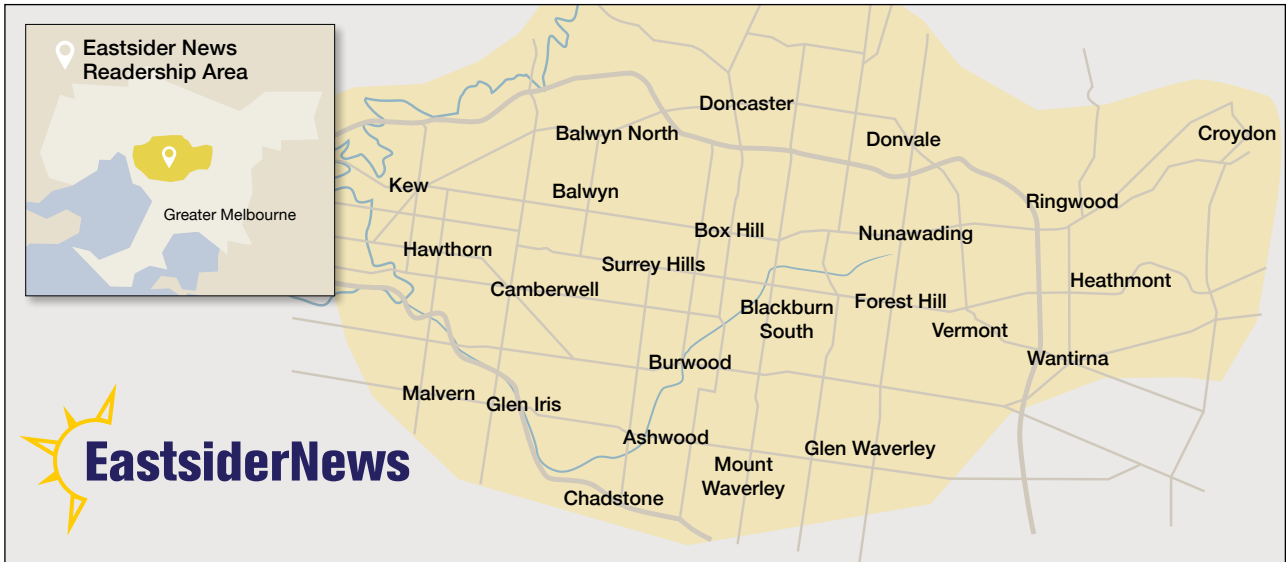 Eastsider News
Readership Area
Greater Melbourne
Doncaster
Balwyn North
Donvale
Croydon
Kew
Balwyn
Ringwood
Box Hill
Nunawading
Hawthorn
Surrey Hills
Heathmont
Camberwell
Blackburn
South
Forest Hill
Vermont
Burwood
Wantirna
Malvern
Glen Iris
Ashwood
Glen Waverley
Mount
Waverley
Chadstone
EastsiderNews